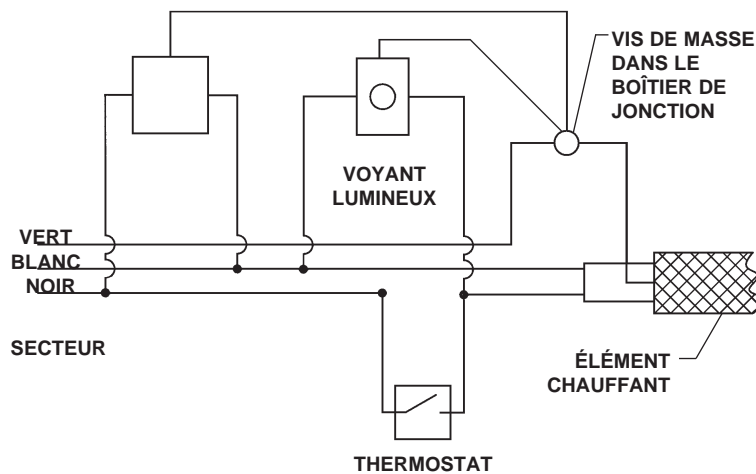 VIS DE MASSE
DANS LE
BOÎTIER DE
JONCTION
VOYANT
LUMINEUX
VERT
BLANC
NOIR
SECTEUR
ÉLÉMENT
CHAUFFANT
THERMOSTAT